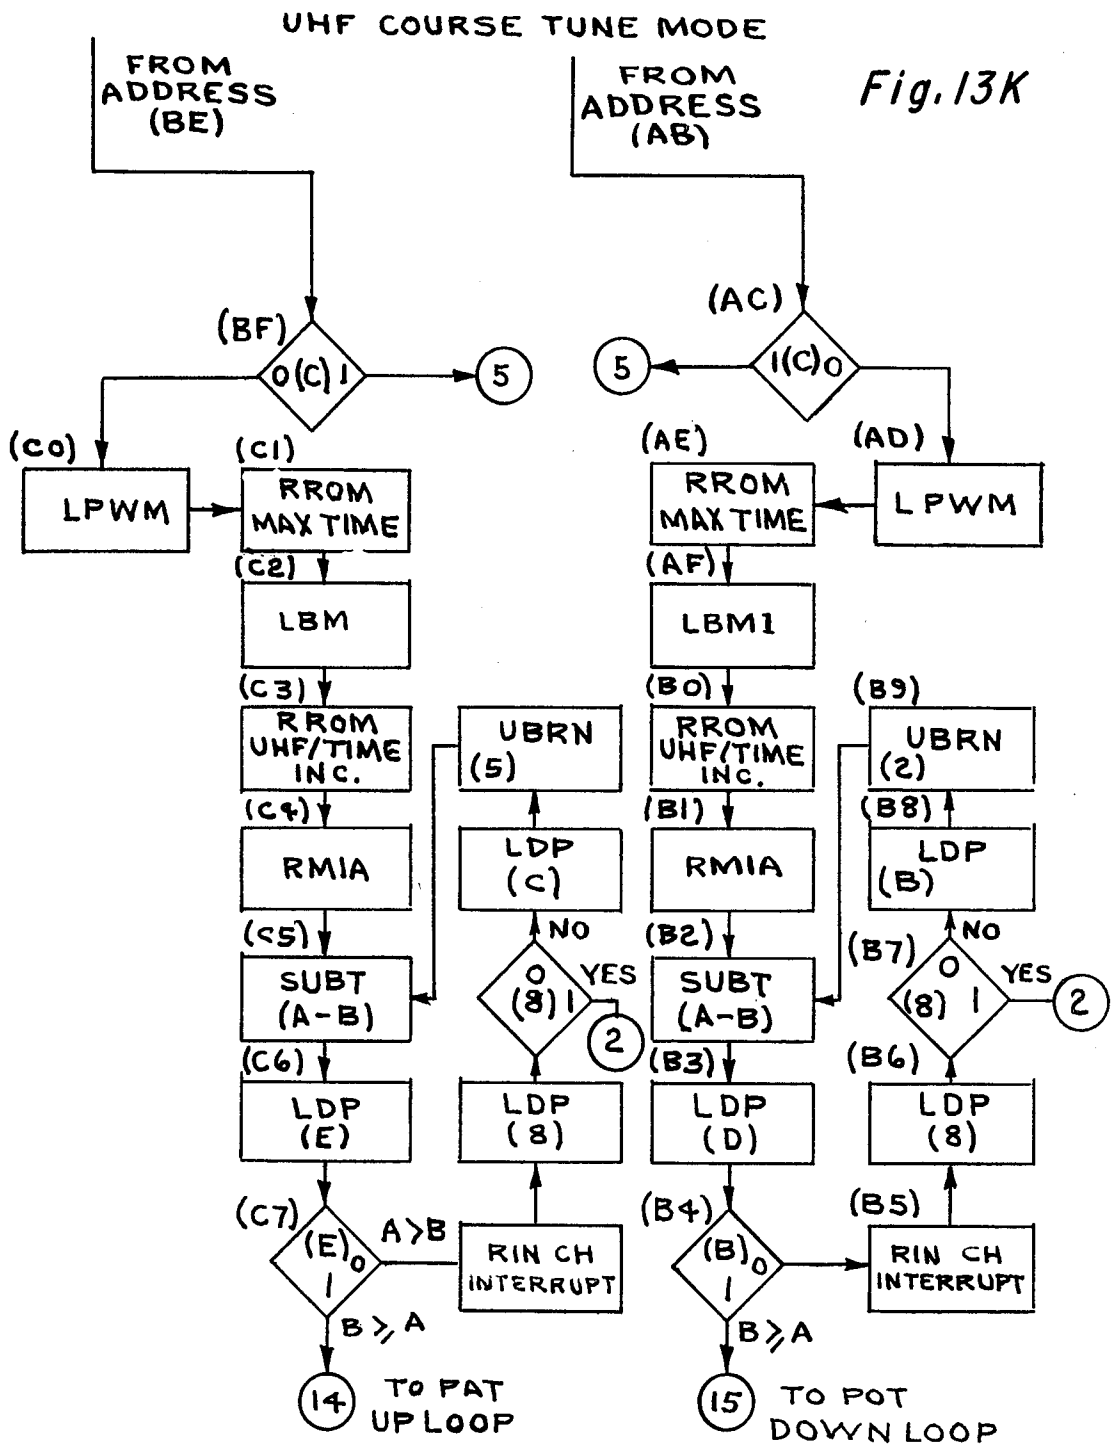 UHF COURSE TUNE MODE
Fig. 13K
FROM
ADDRESS
(BE)
(BF)
0 (C) 1
5
(C0)
LPWM
(C1)
RROM
MAX TIME
(C2)
LBM
(C3)
RROM
UHF/TIME
INC.
(C4)
RMIA
(C5)
SUBT
(A-B)
(C6)
LDP
(E)
(C7)
(E) 0
1
A > B
B ≥ A
14
TO PAT
UP LOOP
RIN CH
INTERRUPT
LDP
(8)
0
(8) 1
YES
2
NO
LDP
(C)
UBRN
(5)
FROM
ADDRESS
(AB)
(AC)
1 (C) 0
5
(AD)
LPWM
(AE)
RROM
MAX TIME
(AF)
LBM1
(B0)
RROM
UHF/TIME
INC.
(B1)
RMIA
(B2)
SUBT
(A-B)
(B3)
LDP
(D)
(B4)
(B) 0
1
B ≥ A
15
TO POT
DOWN LOOP
(B5)
RIN CH
INTERRUPT
(B6)
LDP
(8)
(B7)
0
(8) 1
YES
2
NO
(B8)
LDP
(B)
(B9)
UBRN
(2)